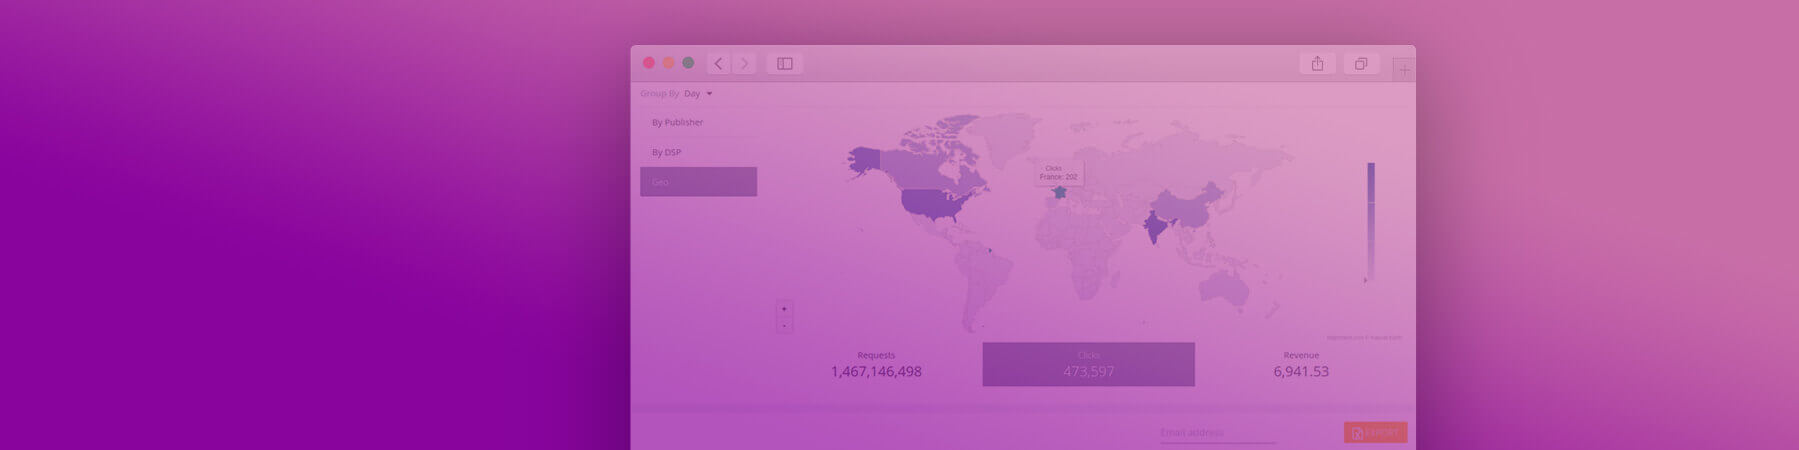 Group By Day
By Publisher
By DSP
Geo
Clicks
France: 202
+
-
Requests
1,467,146,498
Clicks
473,597
Revenue
6,941.53
Email address
EXPORT